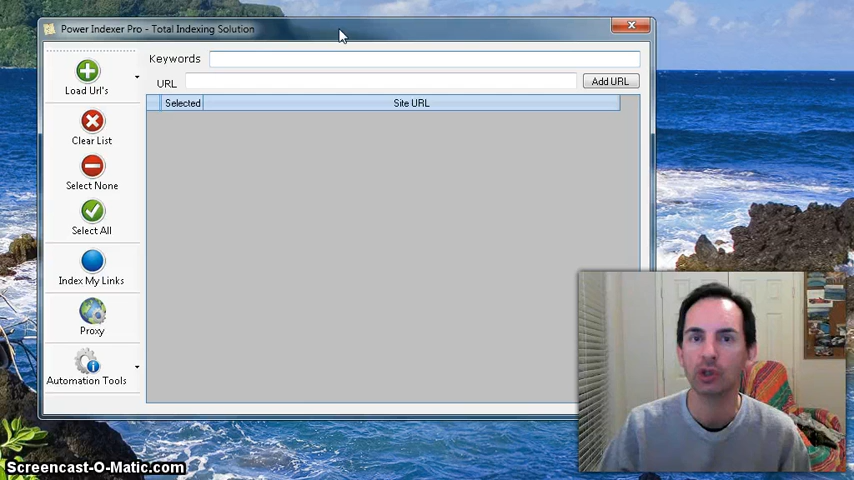 Power Indexer Pro - Total Indexing Solution
Keywords
Load Url's
URL
Add URL
Selected
Site URL
Clear List
Select None
Select All
Index My Links
Proxy
Automation Tools
Screencast-O-Matic.com